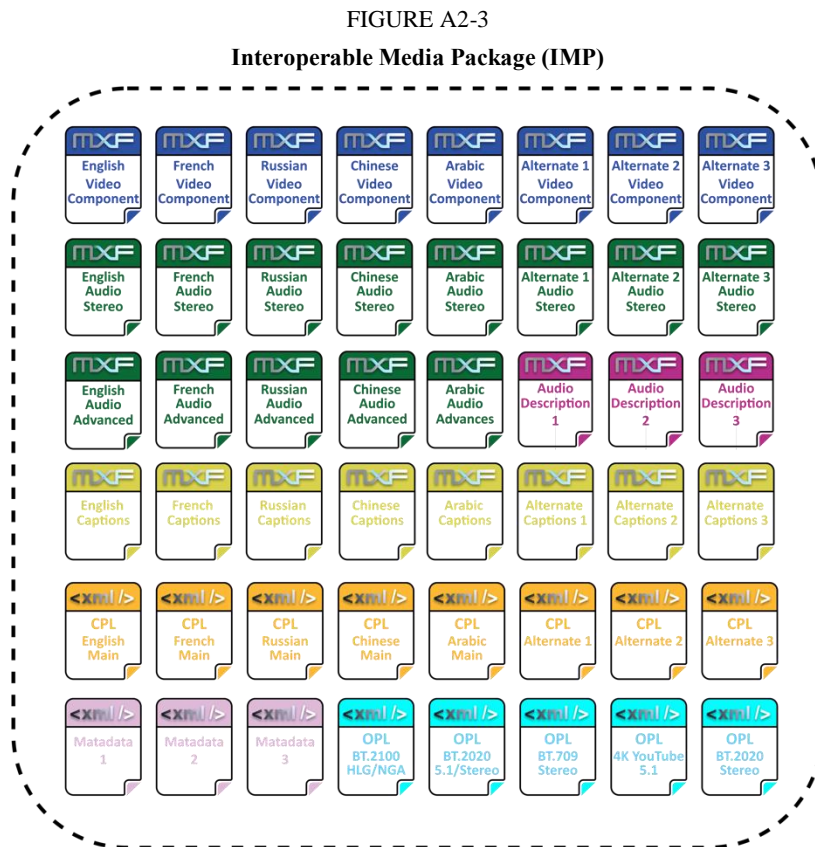 FIGURE A2-3
Interoperable Media Package (IMP)
MXF MXF MXF MXF MXF MXF MXF MXF
English French Russian Chinese Arabic Alternate 1 Alternate 2 Alternate 3
Video Video Video Video Video Video Video Video
Component Component Component Component Component Component Component Component
MXF MXF MXF MXF MXF MXF MXF MXF
English French Russian Chinese Arabic Alternate 1 Alternate 2 Alternate 3
Audio Audio Audio Audio Audio Audio Audio Audio
Stereo Stereo Stereo Stereo Stereo Stereo Stereo Stereo
MXF MXF MXF MXF MXF MXF MXF MXF
English French Russian Chinese Arabic Audio Audio Audio
Audio Audio Audio Audio Audio Description Description Description
Advanced Advanced Advanced Advanced Advances 1 2 3
MXF MXF MXF MXF MXF MXF MXF MXF
English French Russian Chinese Arabic Alternate Alternate Alternate
Captions Captions Captions Captions Captions Captions 1 Captions 2 Captions 3
<xml /> <xml /> <xml /> <xml /> <xml /> <xml /> <xml /> <xml />
CPL CPL CPL CPL CPL CPL CPL CPL
English French Russian Chinese Arabic Alternate 1 Alternate 2 Alternate 3
Main Main Main Main Main
<xml /> <xml /> <xml /> <xml /> <xml /> <xml /> <xml /> <xml />
Matadata Matadata Matadata OPL OPL OPL OPL OPL
1 2 3 BT.2100 BT.2020 BT.709 4K YouTube BT.2020
HLG/NGA 5.1/Stereo Stereo 5.1 Stereo